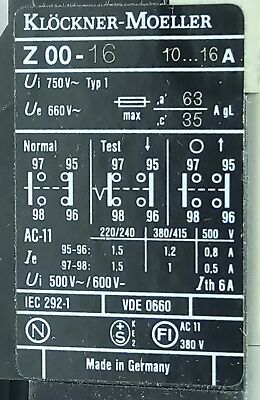 KLÖCKNER-MOELLER
Z 00-16 10...16 A
Ui 750V~ Typ 1
Ue 660V~ max ,a' 63 A gL
,c' 35
Normal Test ↓ O ↑
97 95 97 95 97 95
98 96 98 96 98 96
AC-11 220/240 380/415 500 V
Ie 95-96: 1.5 1.2 0,8 A
97-98: 1.5 1 0.5 A
Ui 500V~/600V- Ith 6A
IEC 292-1 VDE 0660
N +S KE2 FI AC 11
380 V
Made in Germany